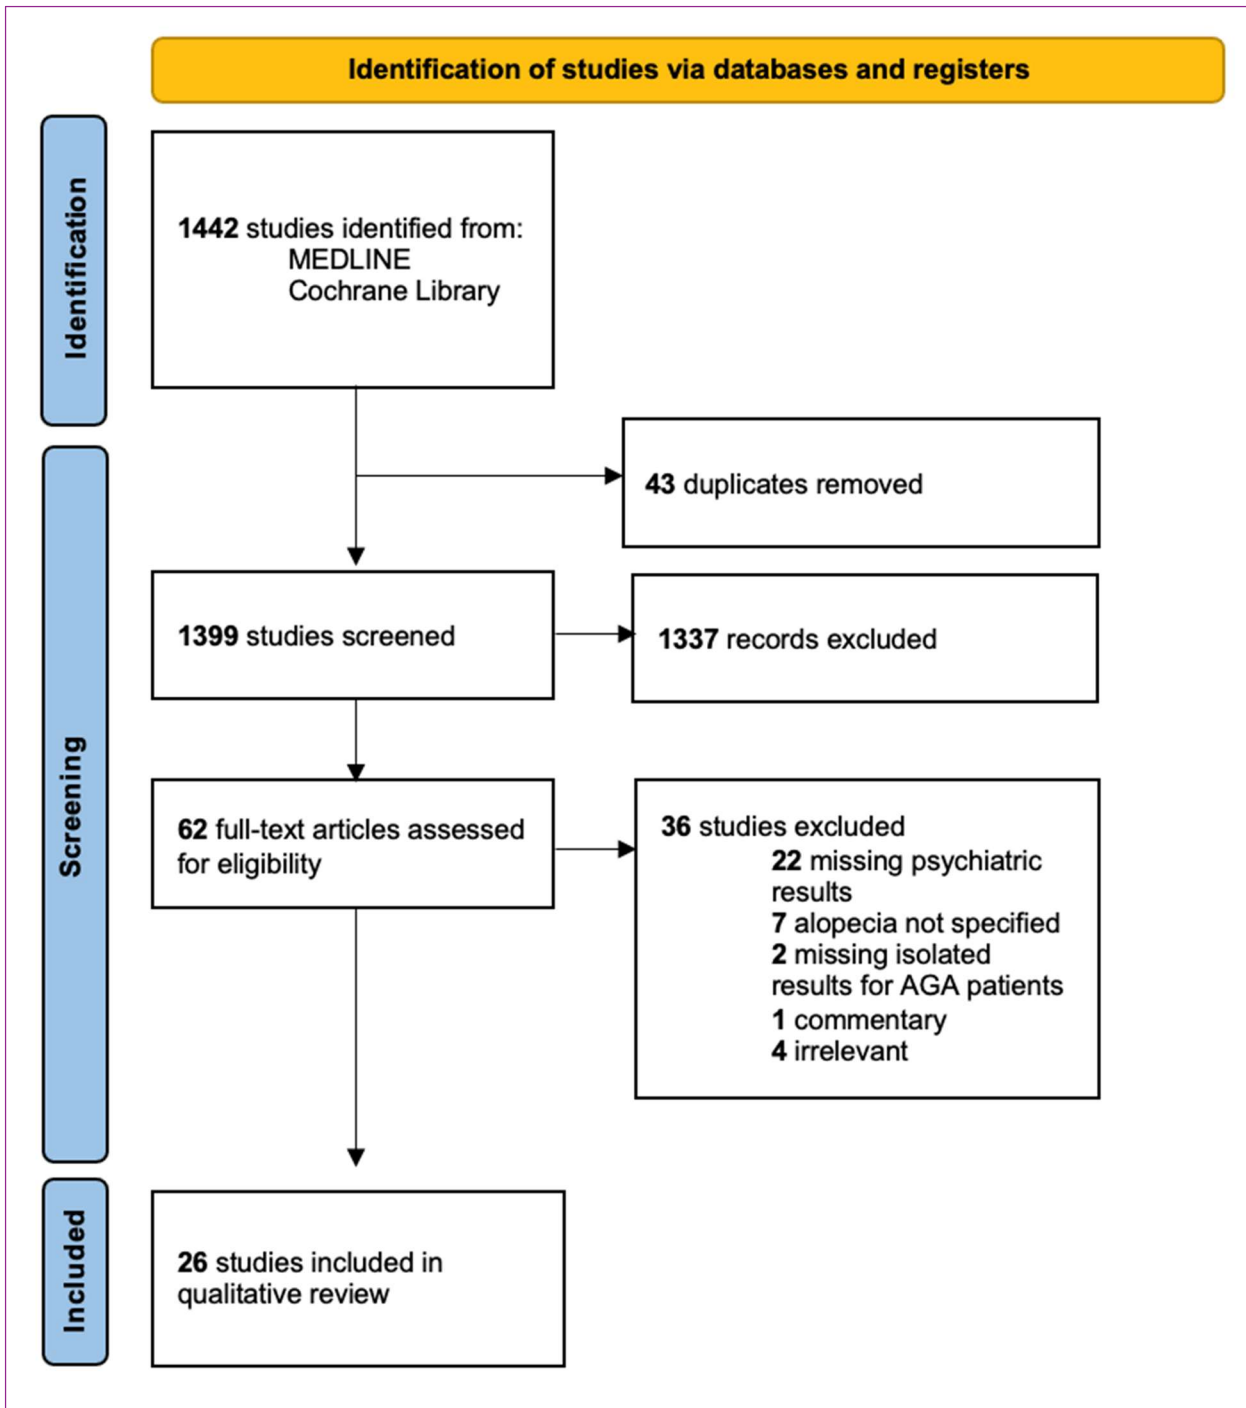 Identification of studies via databases and registers
Identification
1442 studies identified from:
MEDLINE
Cochrane Library
43 duplicates removed
Screening
1399 studies screened
1337 records excluded
62 full-text articles assessed
for eligibility
36 studies excluded
22 missing psychiatric
results
7 alopecia not specified
2 missing isolated
results for AGA patients
1 commentary
4 irrelevant
Included
26 studies included in
qualitative review